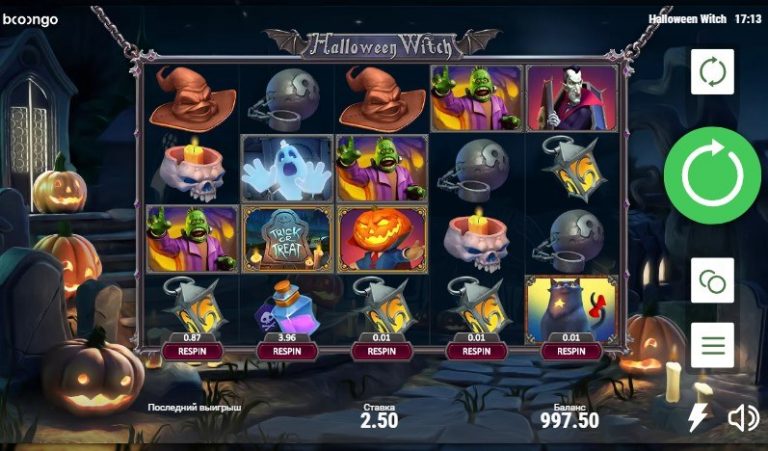 booongo
Halloween Witch 17:13
Halloween Witch
TRICK
OR
TREAT
0.87
3.96
0.01
0.01
0.01
RESPIN
RESPIN
RESPIN
RESPIN
RESPIN
Последний выигрыш
Ставка
Баланс
2.50
997.50